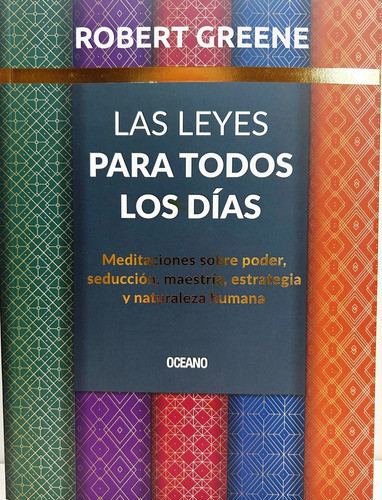 ROBERT GREENE
LAS LEYES
PARA TODOS
LOS DÍAS
Meditaciones sobre poder,
seducción, maestría, estrategia
y naturaleza humana
OCEANO